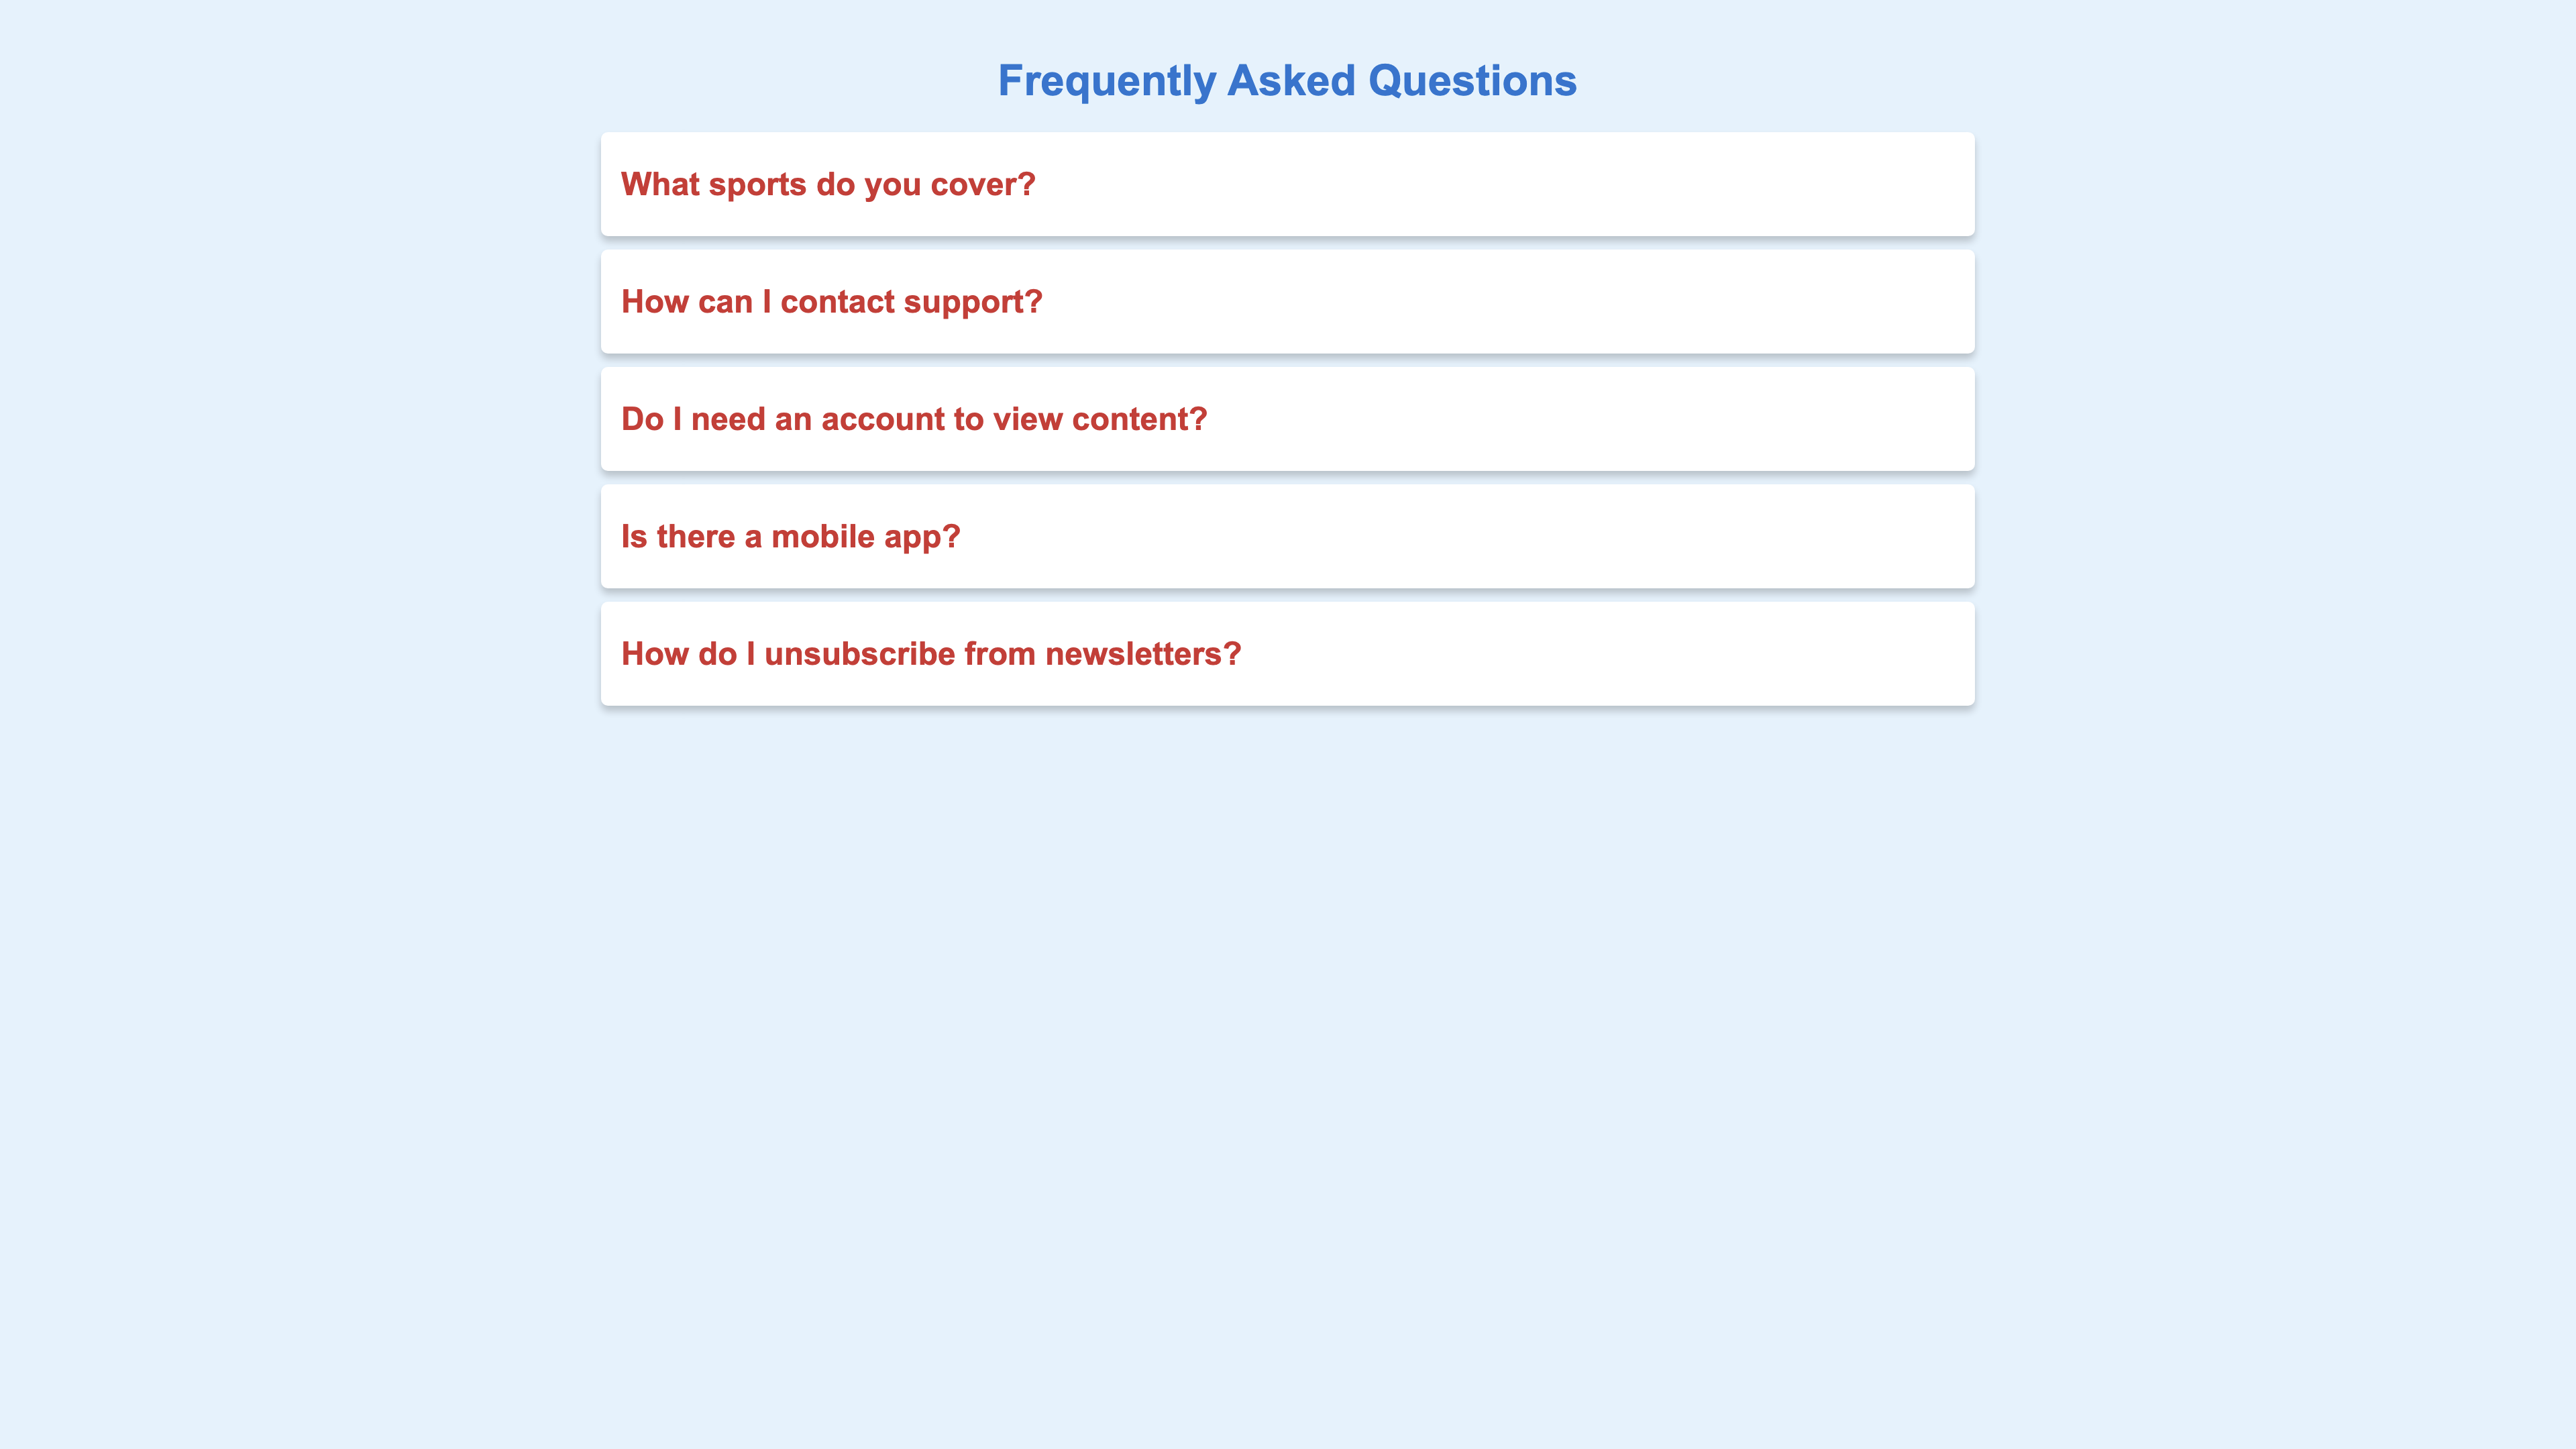 Frequently Asked Questions
What sports do you cover?
How can I contact support?
Do I need an account to view content?
Is there a mobile app?
How do I unsubscribe from newsletters?